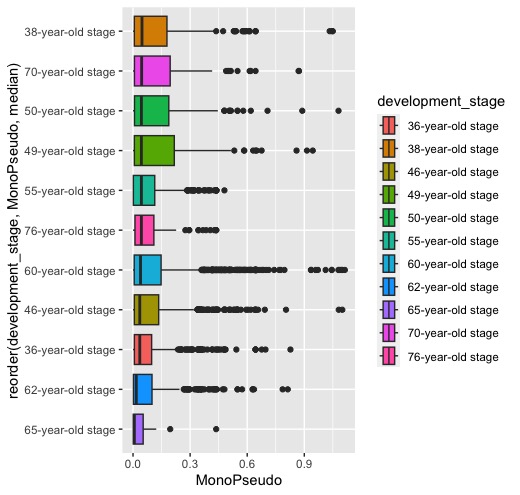 reorder(development_stage, MonoPseudo, median)
38-year-old stage
70-year-old stage
50-year-old stage
49-year-old stage
55-year-old stage
76-year-old stage
60-year-old stage
46-year-old stage
36-year-old stage
62-year-old stage
65-year-old stage
0.0 0.3 0.6 0.9
MonoPseudo
development_stage
36-year-old stage
38-year-old stage
46-year-old stage
49-year-old stage
50-year-old stage
55-year-old stage
60-year-old stage
62-year-old stage
65-year-old stage
70-year-old stage
76-year-old stage